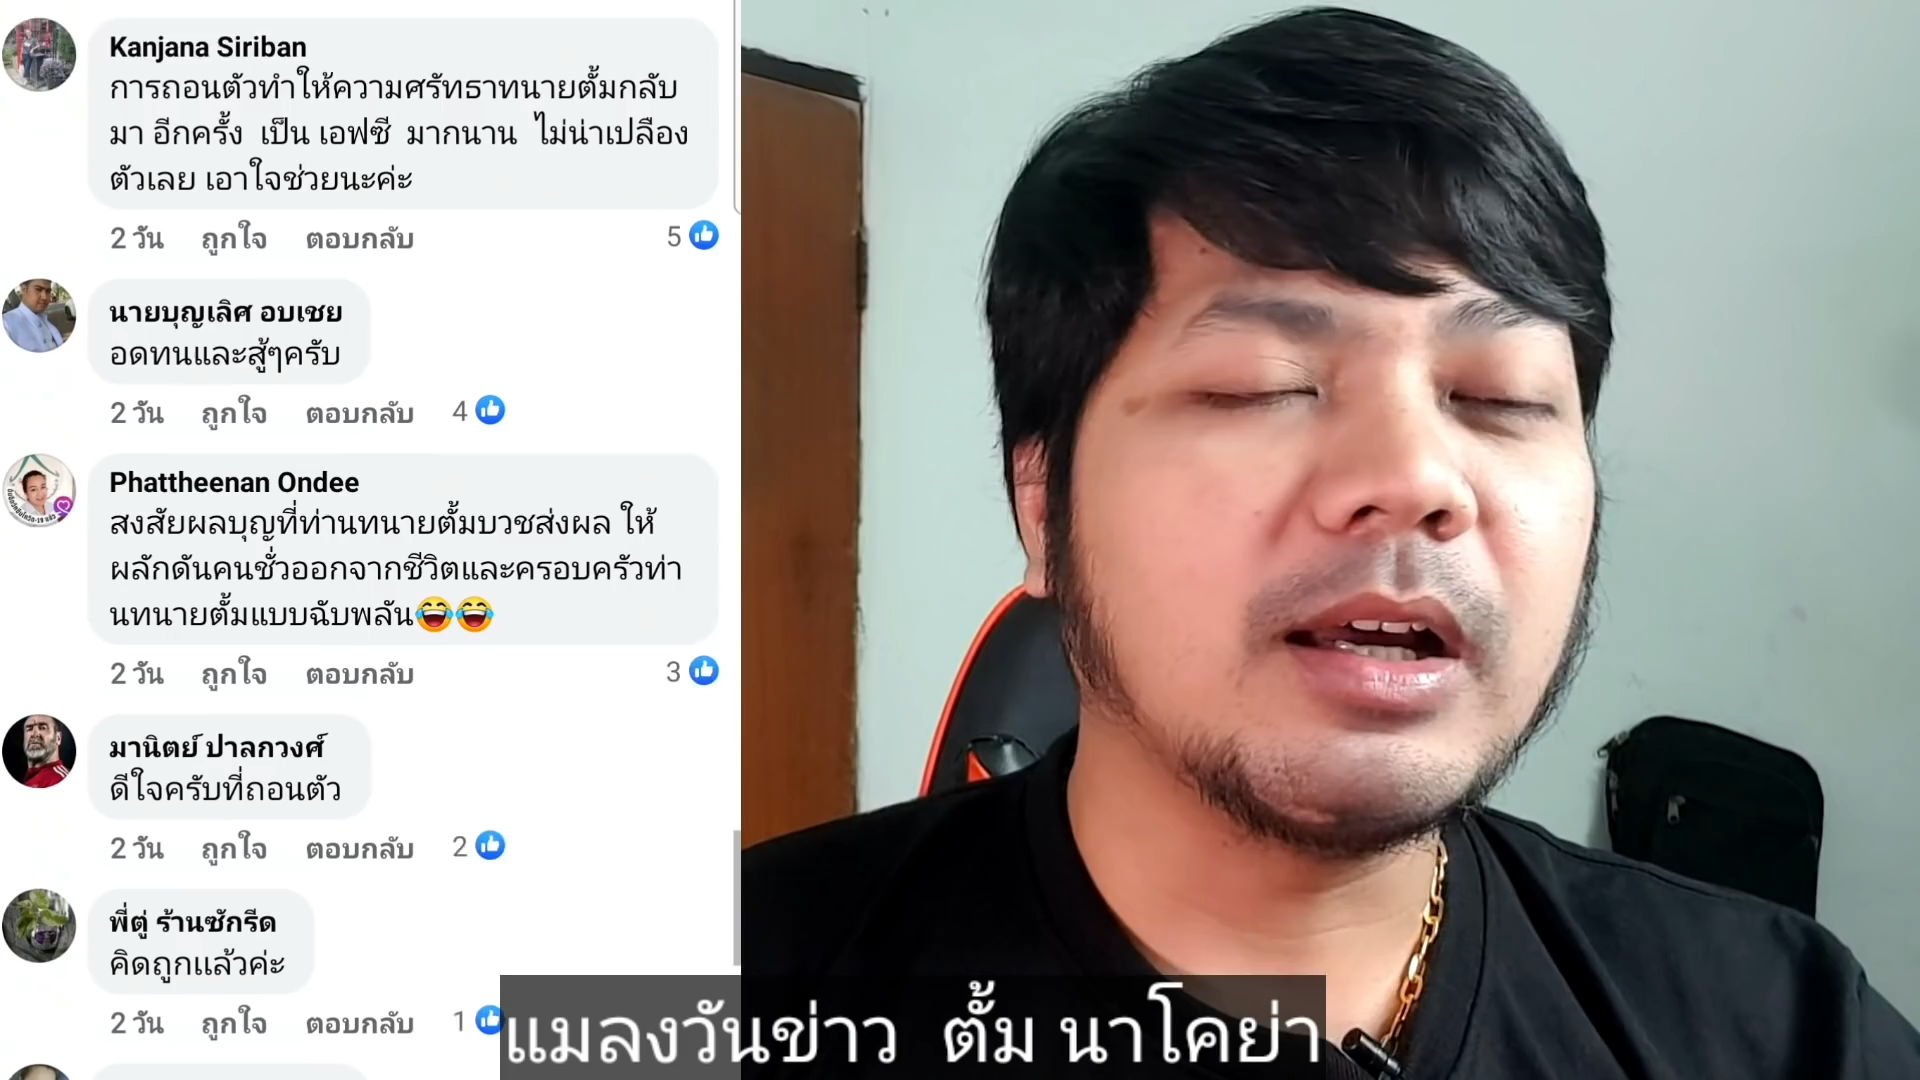 Kanjana Siriban
การถอนตัวทำให้ความศรัทธาทนายตั้มกลับ
มา อีกครั้ง เป็น เอฟซี มากนาน ไม่น่าเปลือง
ตัวเลย เอาใจช่วยนะค่ะ
2 วัน ถูกใจ ตอบกลับ 5
นายบุญเลิศ อบเชย
อดทนและสู้ๆครับ
2 วัน ถูกใจ ตอบกลับ 4
Phattheenan Ondee
สงสัยผลบุญที่ท่านทนายตั้มบวชส่งผล ให้
ผลักดันคนชั่วออกจากชีวิตและครอบครัวท่า
นทนายตั้มแบบฉับพลัน😂😂
2 วัน ถูกใจ ตอบกลับ 3
มานิตย์ ปาลกวงศ์
ดีใจครับที่ถอนตัว
2 วัน ถูกใจ ตอบกลับ 2
พี่ตู่ ร้านซักรีด
คิดถูกแล้วค่ะ
2 วัน ถูกใจ ตอบกลับ 1
แมลงวันข่าว ตั้ม นาโคย่า